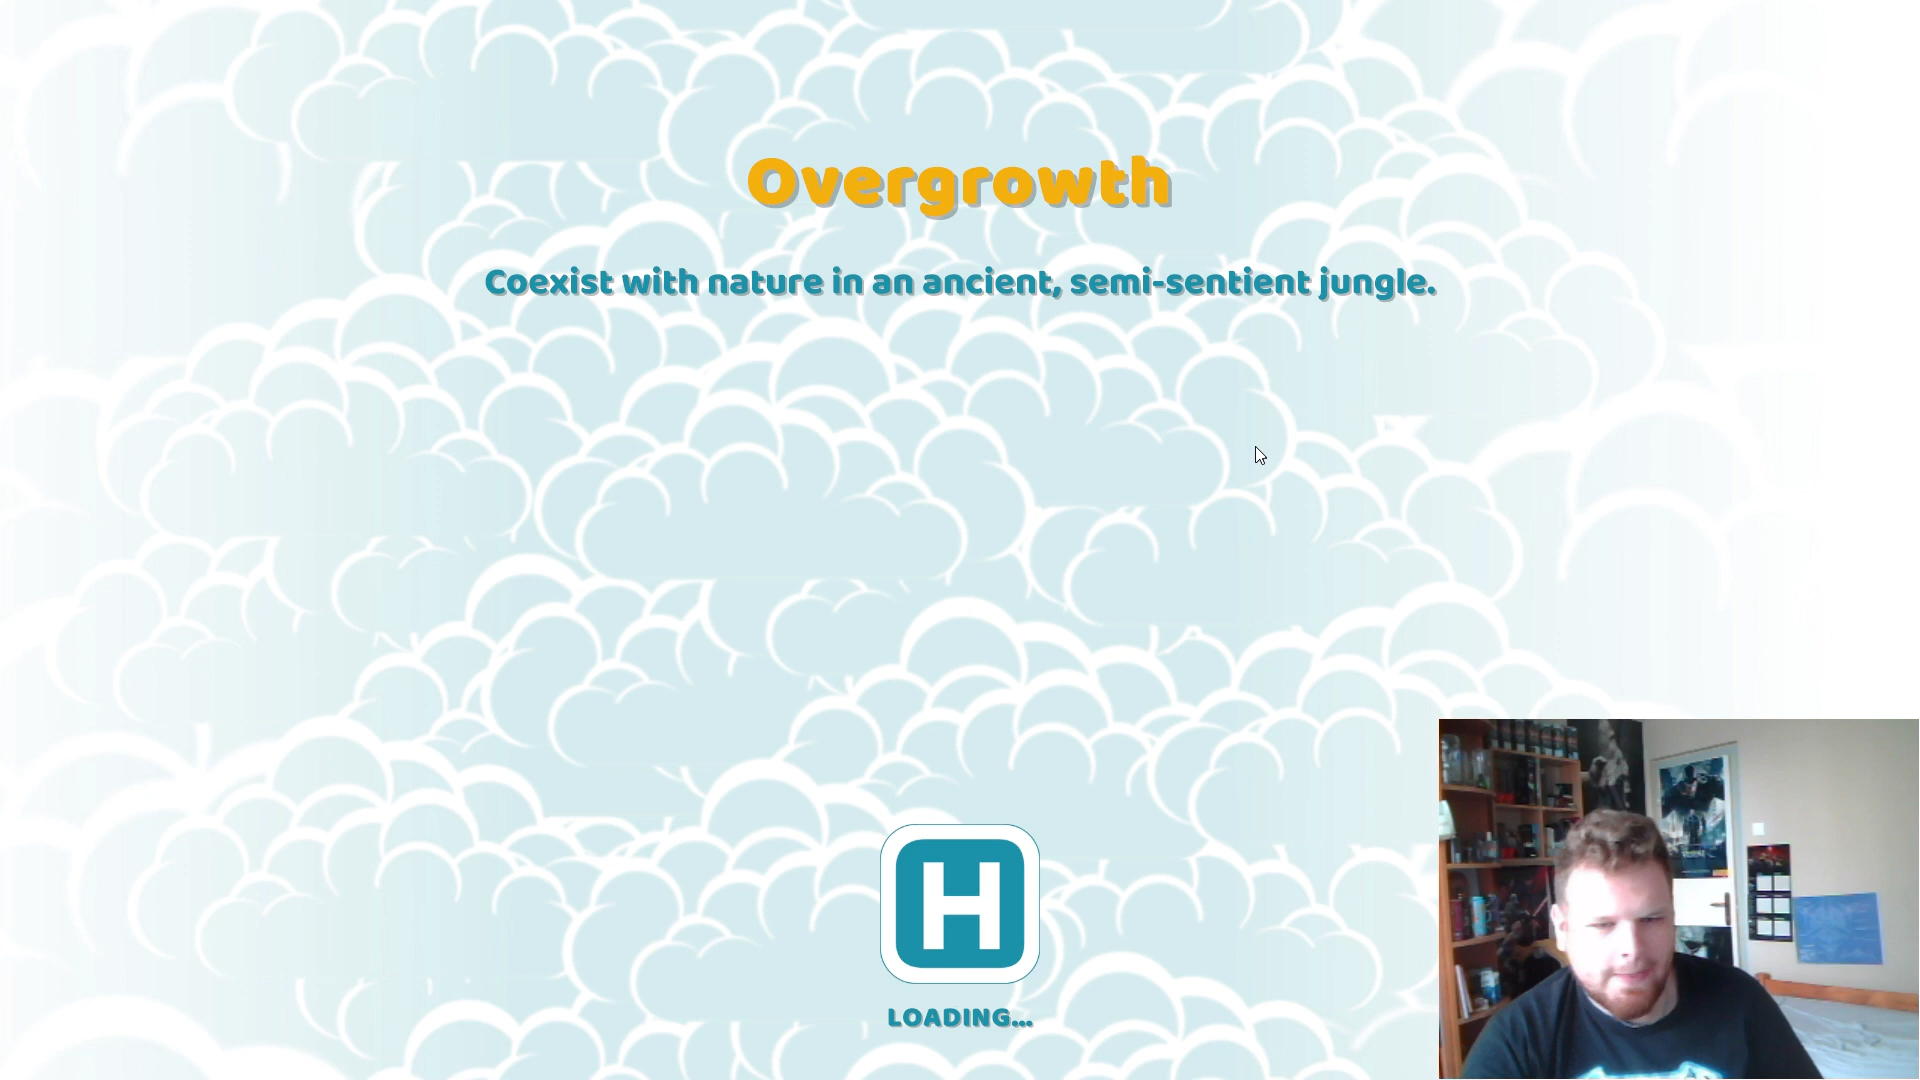 Overgrowth
Coexist with nature in an ancient, semi-sentient jungle.
H
LOADING...